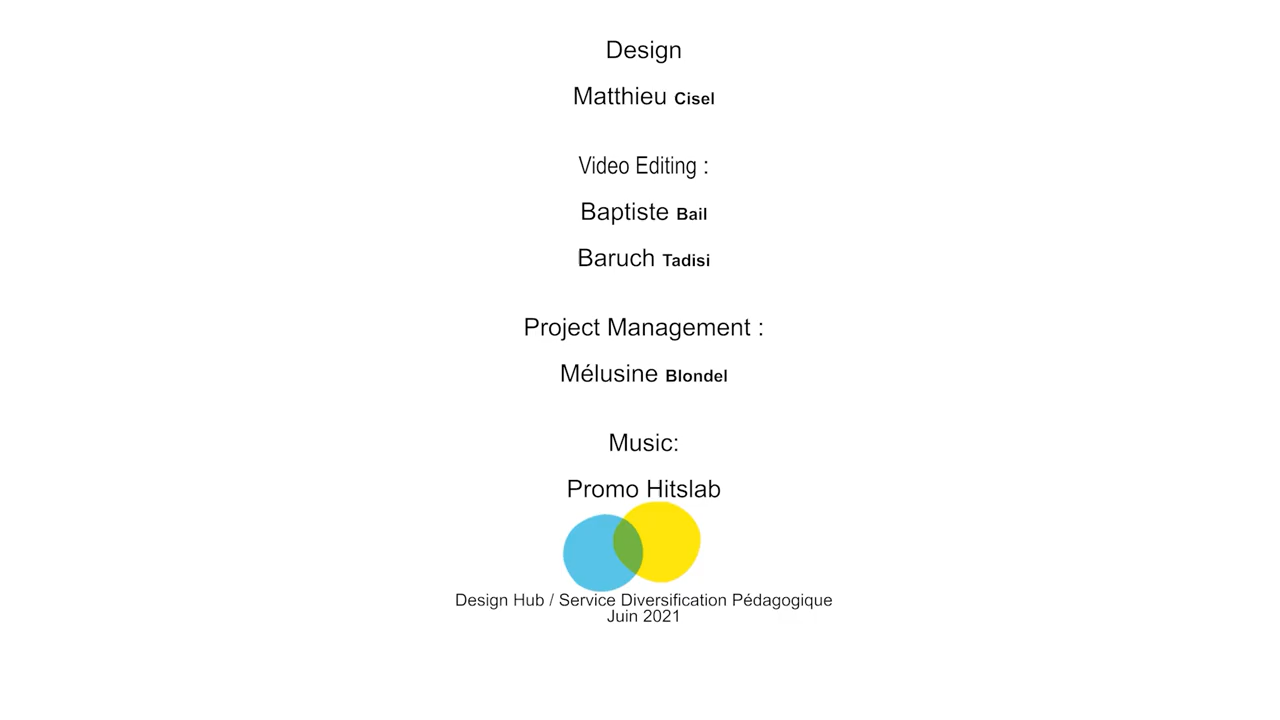 Design
Matthieu Cisel
Video Editing :
Baptiste Bail
Baruch Tadisi
Project Management :
Mélusine Blondel
Music:
Promo Hitslab
Design Hub / Service Diversification Pédagogique
Juin 2021